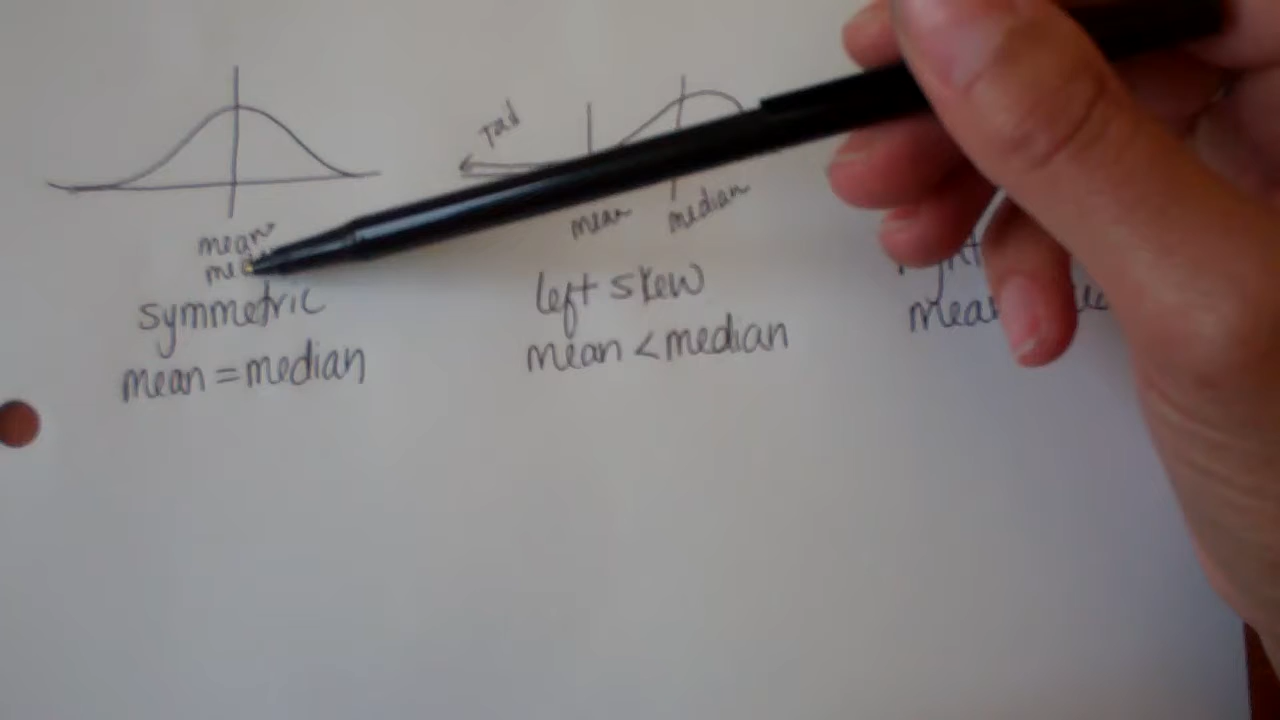 mean
symmetric
mean = median
Tail
mean
median
left skew
mean < median